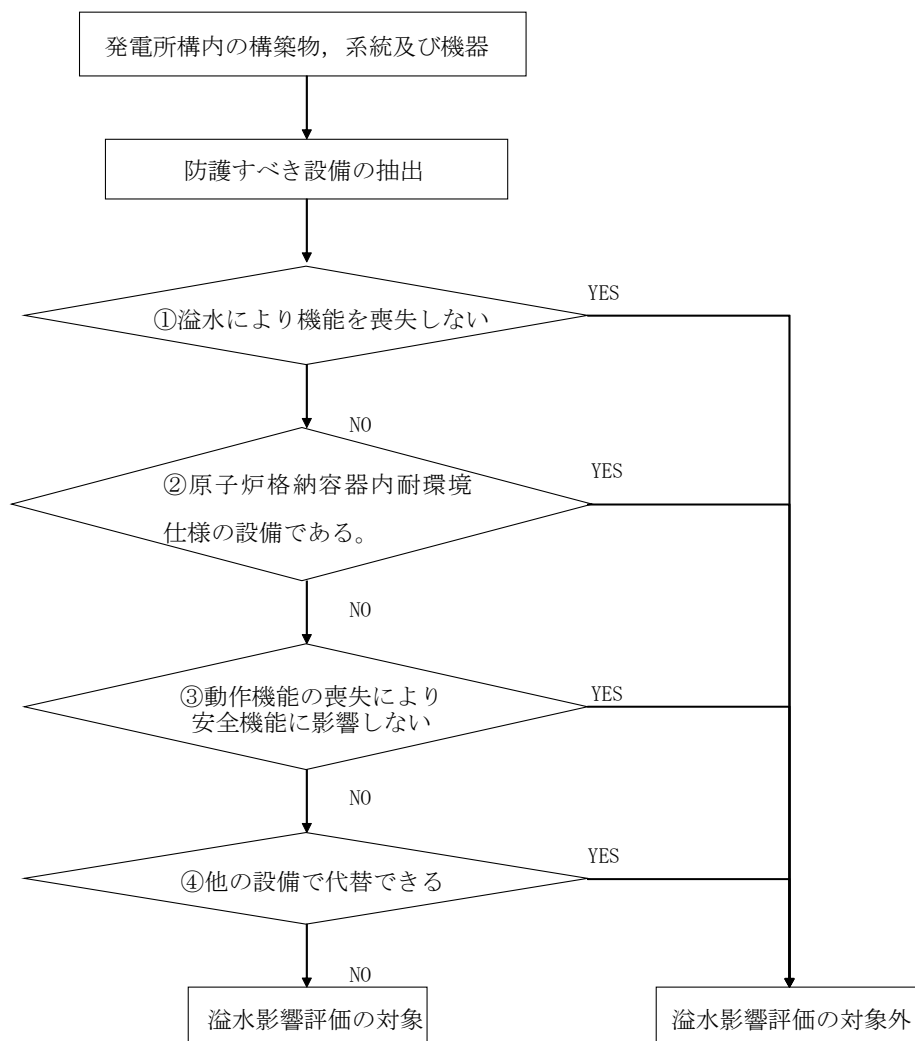 発電所構内の構築物，系統及び機器
防護すべき設備の抽出
YES
①溢水により機能を喪失しない
NO
YES
②原子炉格納容器内耐環境
仕様の設備である。
NO
YES
③動作機能の喪失により
安全機能に影響しない
NO
YES
④他の設備で代替できる
NO
溢水影響評価の対象
溢水影響評価の対象外